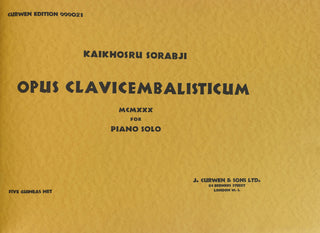 CURWEN EDITION 999021
KAIKHOSRU SORABJI
OPUS CLAVICEMBALISTICUM
MCMXXX
FOR
PIANO SOLO
J. CURWEN & SONS LTD.
24 BERNERS STREET
LONDON W. 1.
FIVE GUINEAS NET